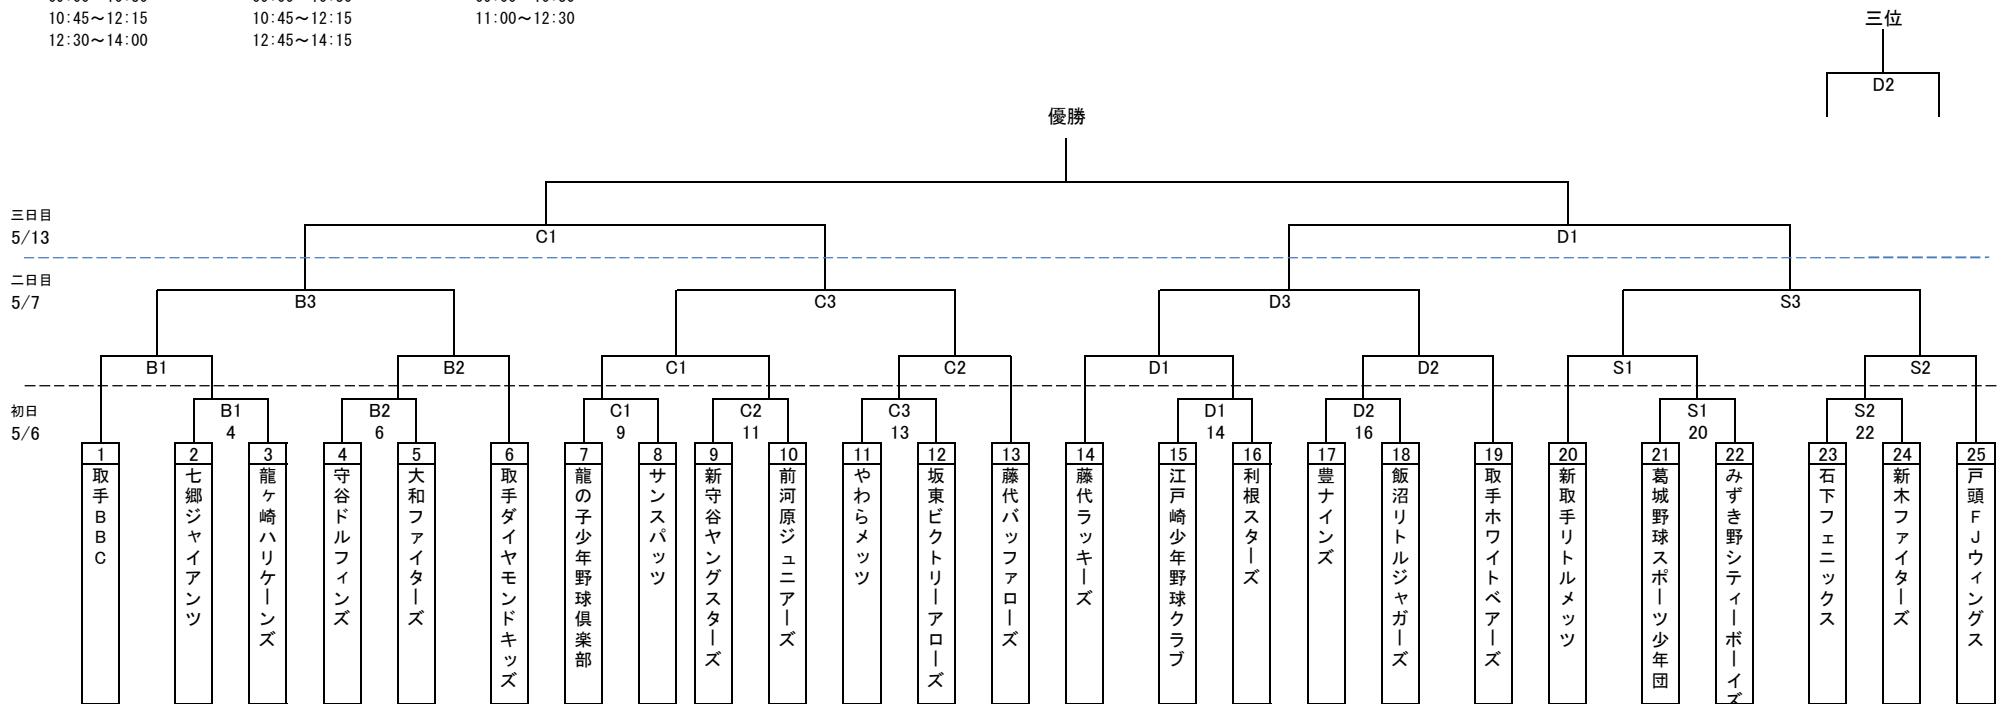 10:45～12:15
10:45～12:15
11:00～12:30
12:30～14:00
12:45～14:15
三位
D2
優勝
三日目
5/13
C1
D1
二日目
5/7
B3
C3
D3
S3
B1
B2
C1
C2
D1
D2
S1
S2
初日
5/6
B1
4
B2
6
C1
9
C2
11
C3
13
D1
14
D2
16
S1
20
S2
22
1
取手BBC
2
七郷ジャイアンツ
3
龍ヶ崎ハリケーンズ
4
守谷ドルフィンズ
5
大和ファイターズ
6
取手ダイヤモンドキッズ
7
龍の子少年野球倶楽部
8
サンスパッツ
9
新守谷ヤングスターズ
10
前河原ジュニアーズ
11
やわらメッツ
12
坂東ビクトリーアローズ
13
藤代バッファローズ
14
藤代ラッキーズ
15
江戸崎少年野球クラブ
16
利根スターズ
17
豊ナインズ
18
飯沼リトルジャガーズ
19
取手ホワイトベアーズ
20
新取手リトルメッツ
21
葛城野球スポーツ少年団
22
みずき野シティーボーイズ
23
石下フェニックス
24
新木ファイターズ
25
戸頭FJウィングス